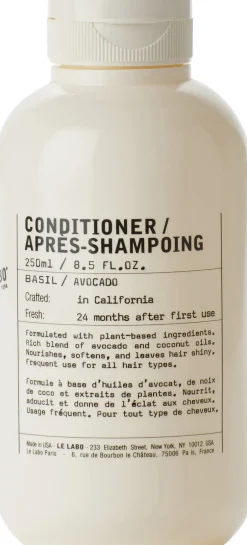 CONDITIONER /
APRÈS-SHAMPOING
250ml / 8.5 FL.OZ.
BASIL / AVOCADO
Crafted: in California
Fresh: 24 months after first use
Formulated with plant-based ingredients.
Rich blend of avocado and coconut oils.
Nourishes, softens, and leaves hair shiny.
Frequent use for all hair types.
Formule à base d'huiles d'avocat, de noix
de coco et extraits de plantes. Nourrit,
adoucit et donne de l'éclat aux cheveux.
Usage fréquent. Pour tout type de cheveux.
Made in USA - LE LABO - 233 Elizabeth Street, New York, NY 10012 USA
Le Labo Paris - 6, rue de Bourbon le Château, 75006 Pa is, France